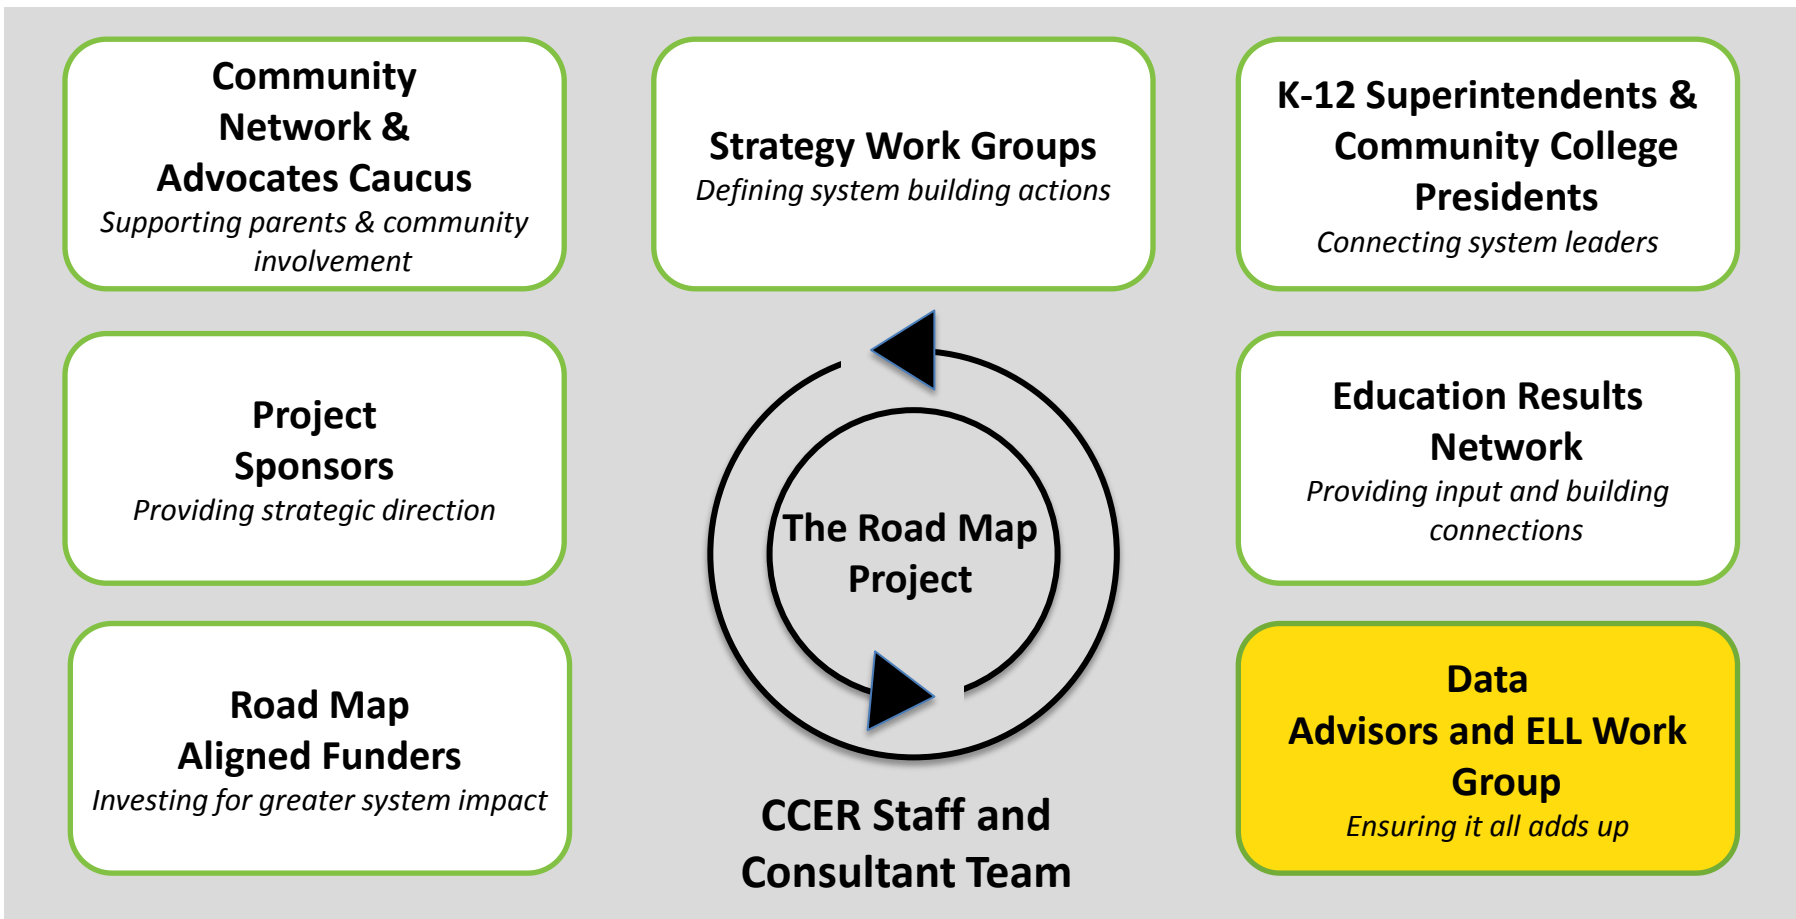 Community
Network &
Advocates Caucus
Supporting parents & community
involvement
Strategy Work Groups
Defining system building actions
K-12 Superintendents &
Community College
Presidents
Connecting system leaders
Project
Sponsors
Providing strategic direction
The Road Map
Project
Education Results
Network
Providing input and building
connections
Road Map
Aligned Funders
Investing for greater system impact
CCER Staff and
Consultant Team
Data
Advisors and ELL Work
Group
Ensuring it all adds up